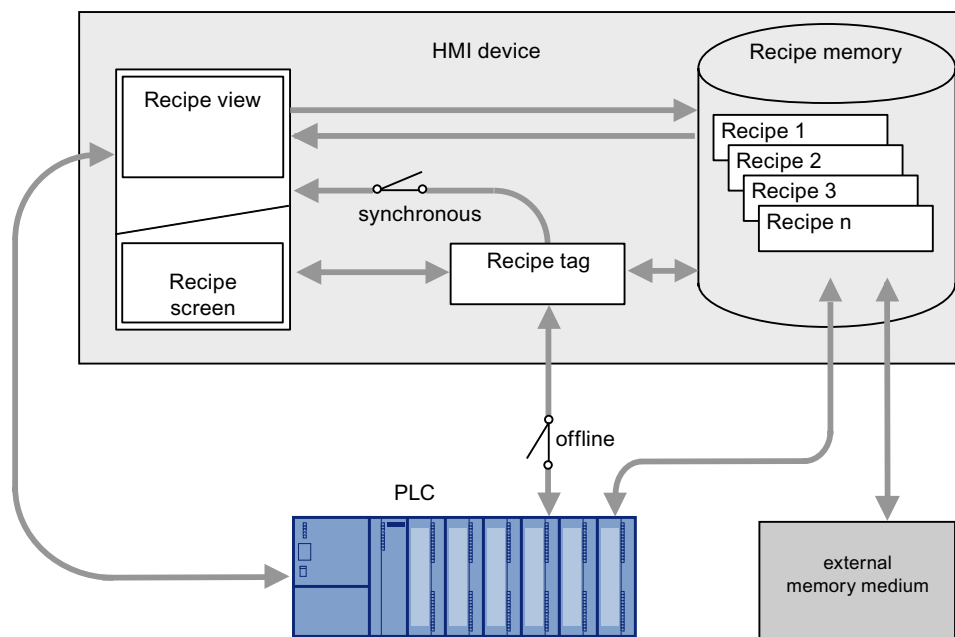 HMI device
Recipe memory
Recipe view
Recipe 1
Recipe 2
Recipe 3
Recipe n
synchronous
Recipe tag
Recipe
screen
offline
PLC
external
memory medium